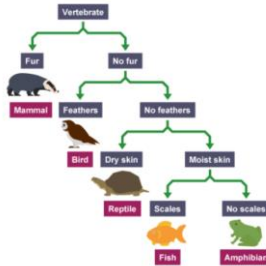 Vertebrate
Fur No fur
Mammal Feathers No feathers
Bird Dry skin Moist skin
Reptile Scales No scales
Fish Amphibian